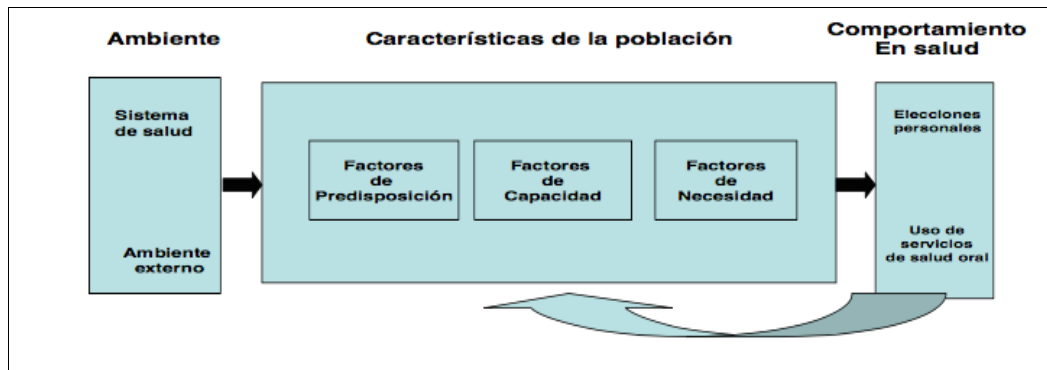 Ambiente
Características de la población
Comportamiento
En salud
Sistema
de salud
Ambiente
externo
Factores
de
Predisposición
Factores
de
Capacidad
Factores
de
Necesidad
Elecciones
personales
Uso de
servicios
de salud oral